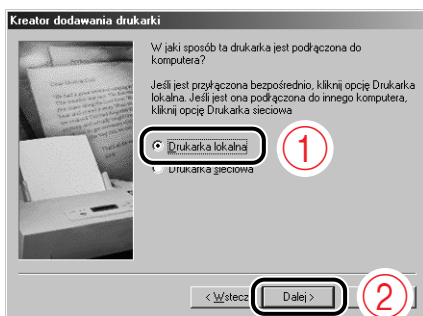 Kreator dodawania drukarki
W jaki sposób ta drukarka jest podłączona do
komputera?
Jeśli jest przyłączona bezpośrednio, kliknij opcję Drukarka
lokalna. Jeśli jest ona podłączona do innego komputera,
kliknij opcję Drukarka sieciowa
Drukarka lokalna
1
Drukarka sieciowa
< Wstecz
Dalej >
2